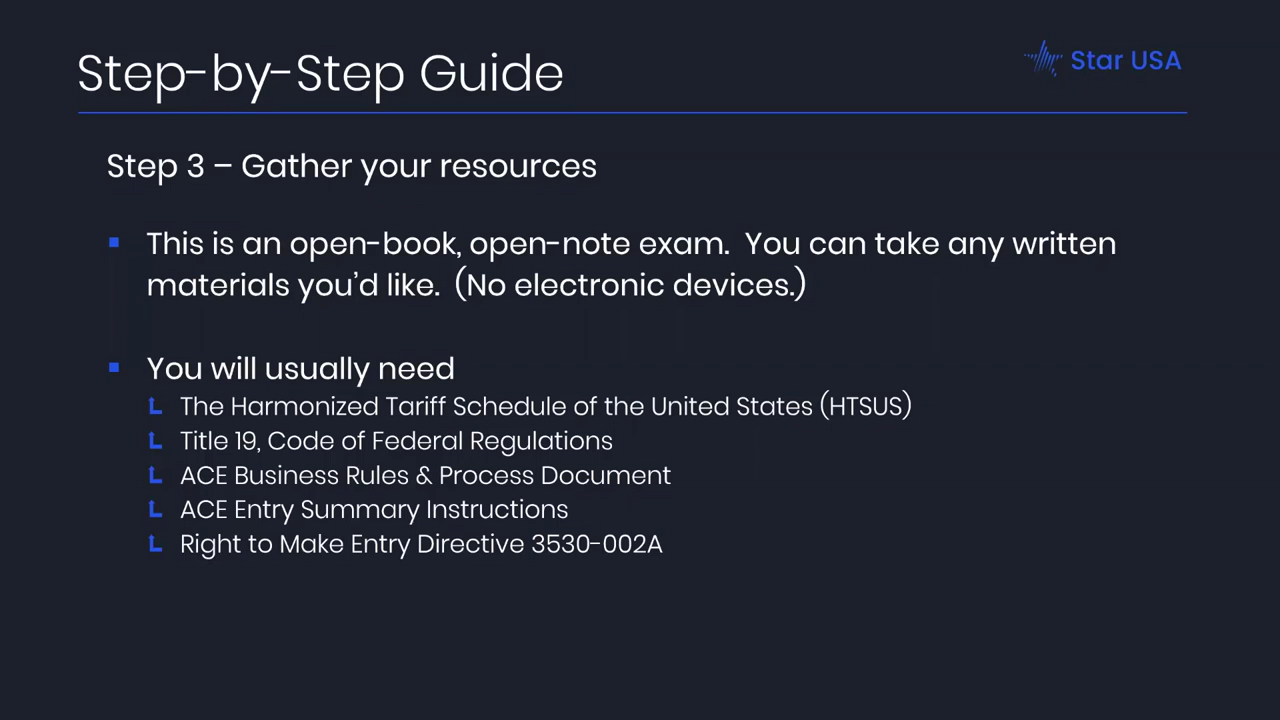 Step-by-Step Guide
Star USA
Step 3 – Gather your resources
This is an open-book, open-note exam.  You can take any written
materials you’d like.  (No electronic devices.)
You will usually need
The Harmonized Tariff Schedule of the United States (HTSUS)
Title 19, Code of Federal Regulations
ACE Business Rules & Process Document
ACE Entry Summary Instructions
Right to Make Entry Directive 3530-002A